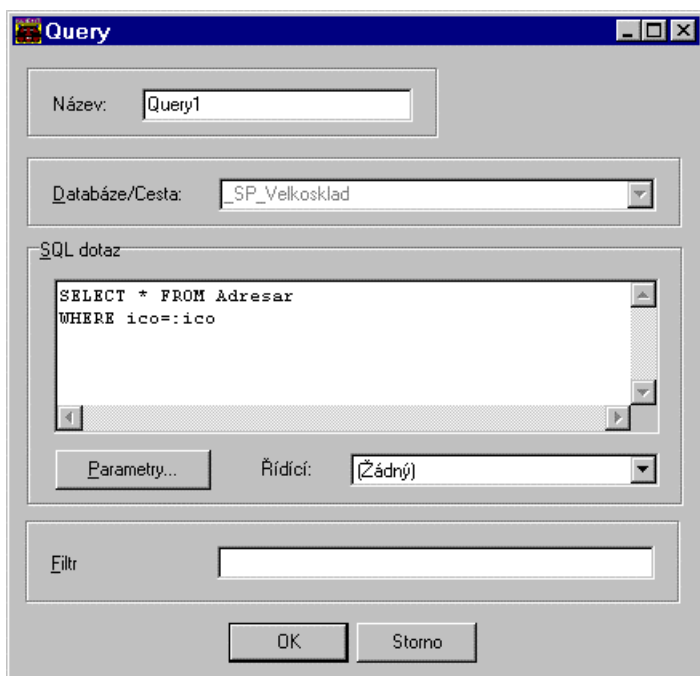 Query
Název: Query1
Databáze/Cesta: _SP_Velkosklad
SQL dotaz
SELECT * FROM Adresar
WHERE ico=:ico
Parametry... Řídící: (Žádný)
Filtr
OK Storno